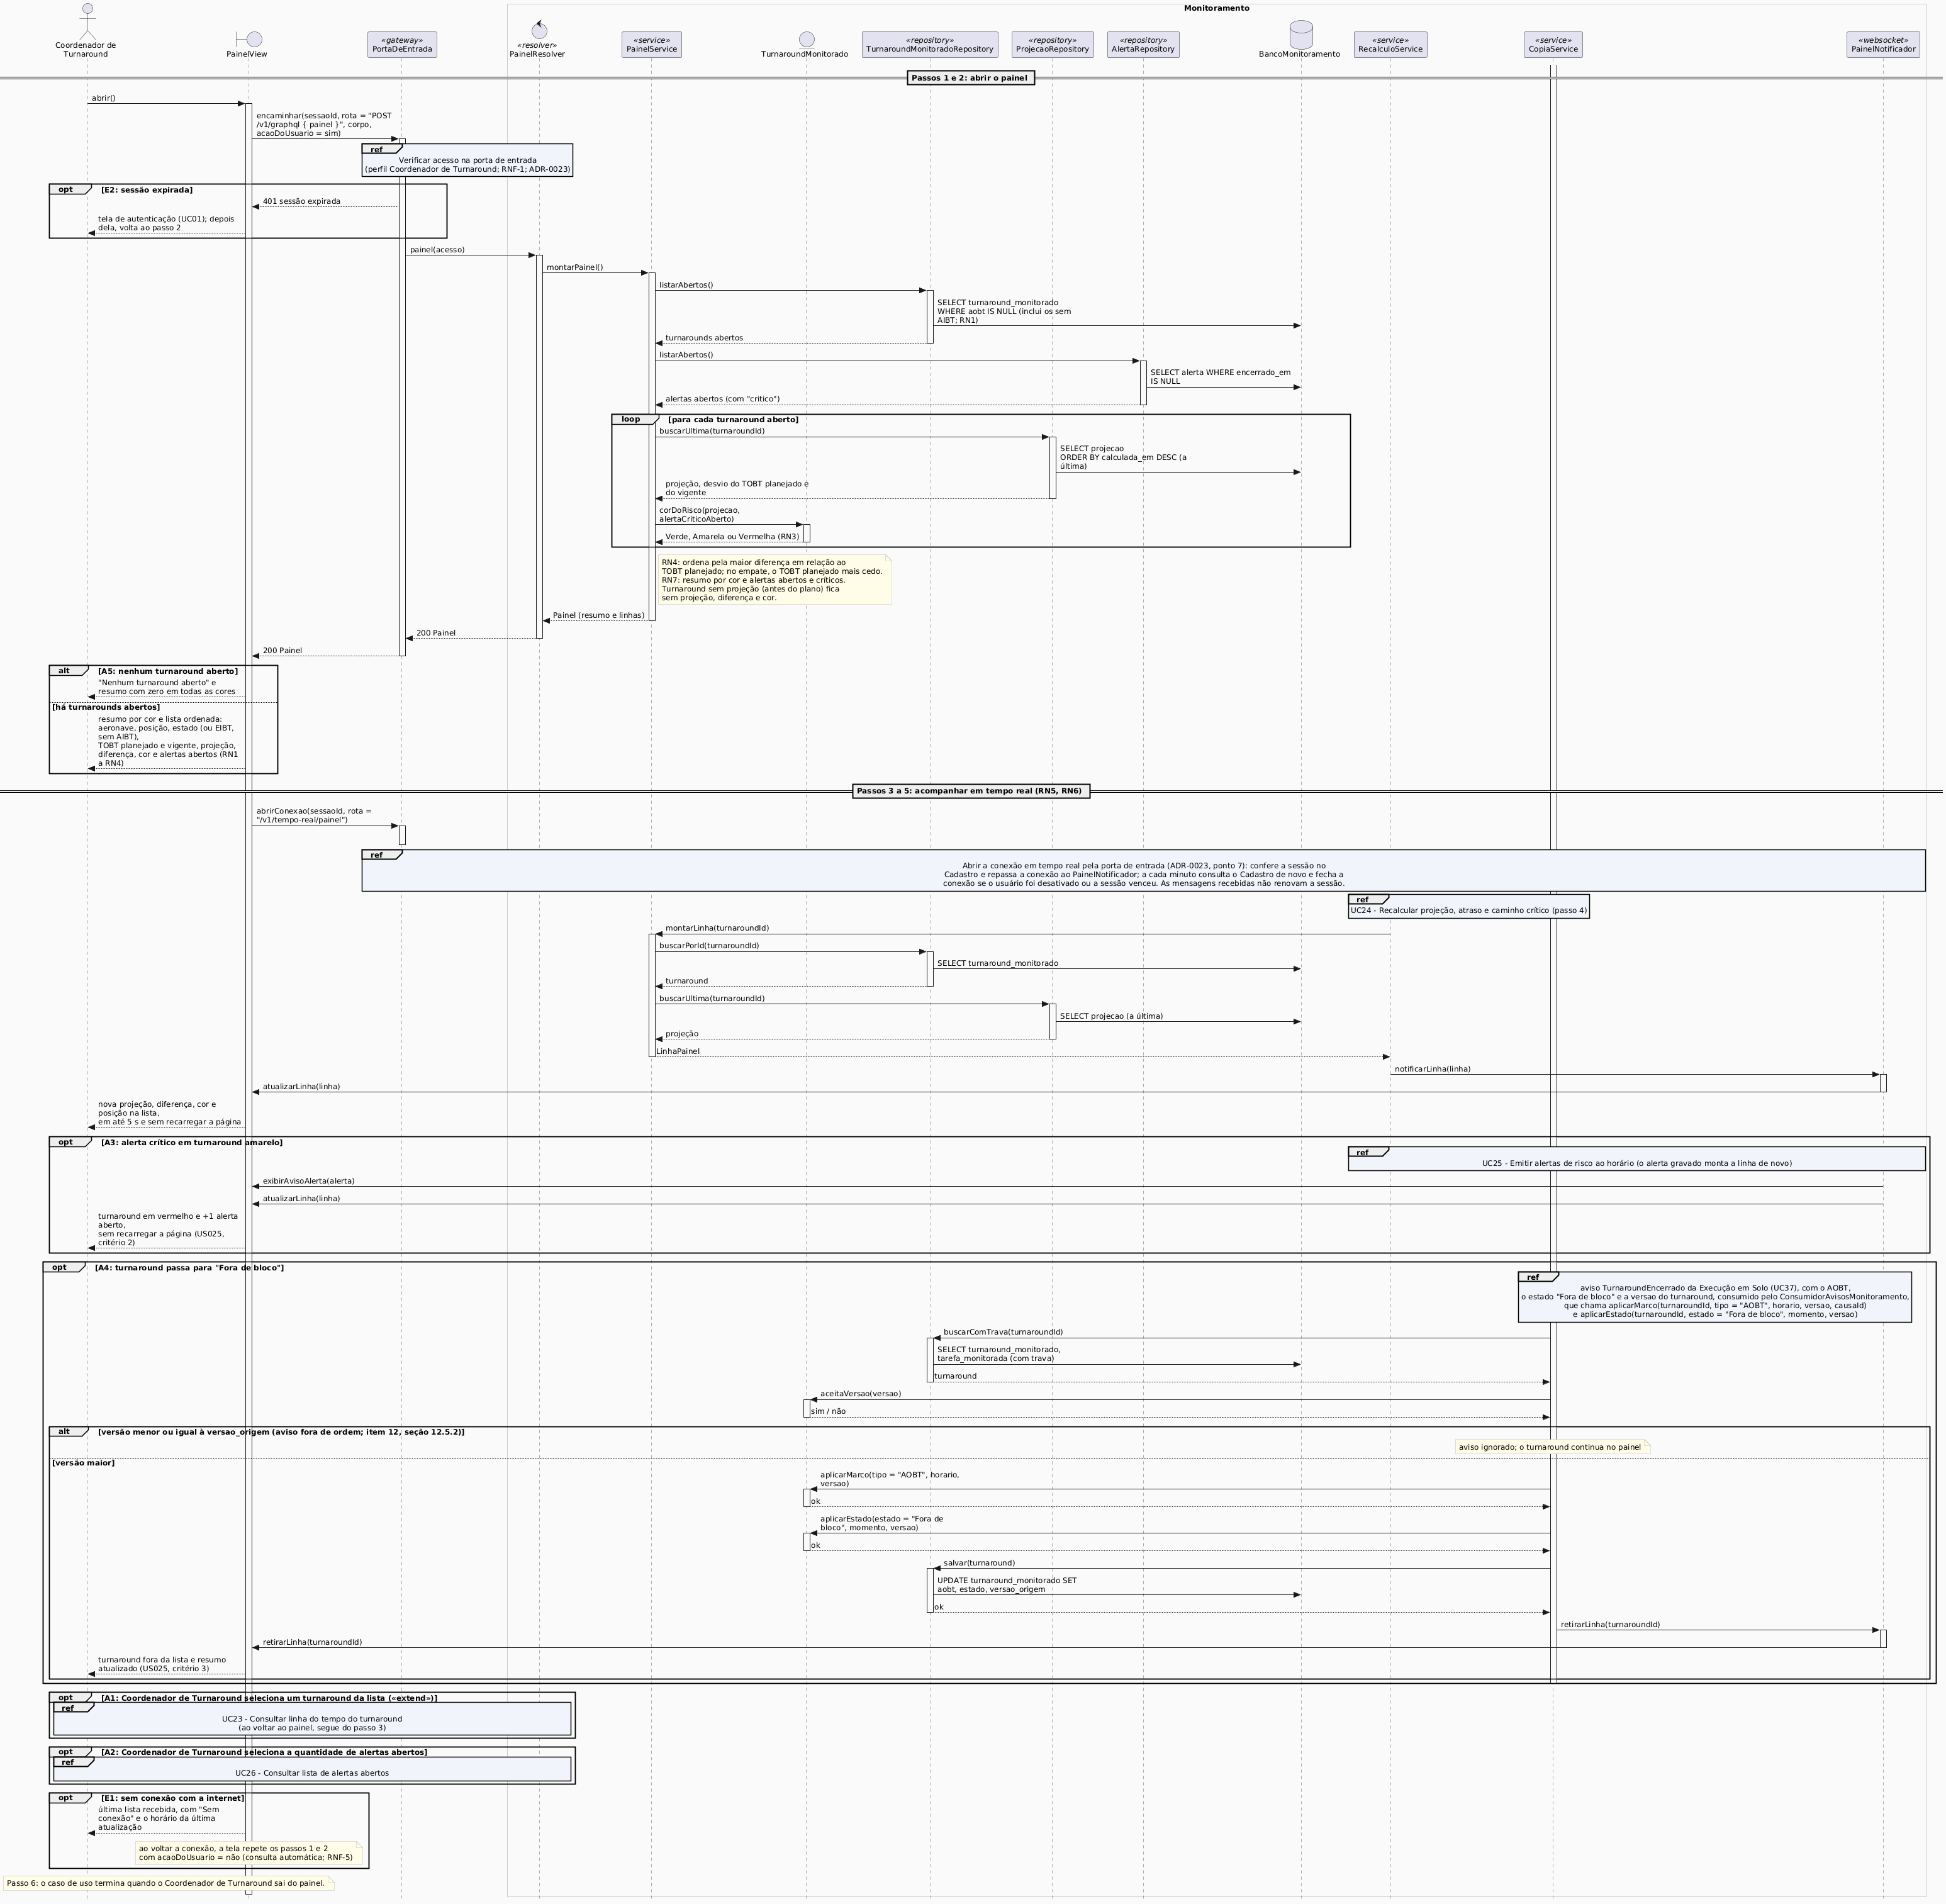 Monitoramento
Coordenador de
Turnaround
PainelView
«gateway»
PortaDeEntrada
«resolver»
PainelResolver
«service»
PainelService
TurnaroundMonitorado
«repository»
TurnaroundMonitoradoRepository
«repository»
ProjecaoRepository
«repository»
AlertaRepository
BancoMonitoramento
«service»
RecalculoService
«service»
CopiaService
«websocket»
PainelNotificador
Passos 1 e 2: abrir o painel
abrir()
encaminhar(sessaoId, rota = "POST
/v1/graphql { painel }", corpo,
acaoDoUsuario = sim)
ref
Verificar acesso na porta de entrada
(perfil Coordenador de Turnaround; RNF-1; ADR-0023)
opt [E2: sessão expirada]
401 sessão expirada
tela de autenticação (UC01); depois
dela, volta ao passo 2
painel(acesso)
montarPainel()
listarAbertos()
SELECT turnaround_monitorado
WHERE aobt IS NULL (inclui os sem
AIBT; RN1)
turnarounds abertos
listarAbertos()
SELECT alerta WHERE encerrado_em
IS NULL
alertas abertos (com "critico")
loop [para cada turnaround aberto]
buscarUltima(turnaroundId)
SELECT projecao
ORDER BY calculada_em DESC (a
última)
projeção, desvio do TOBT planejado e
do vigente
corDoRisco(projecao,
alertaCriticoAberto)
Verde, Amarela ou Vermelha (RN3)
RN4: ordena pela maior diferença em relação ao
TOBT planejado; no empate, o TOBT planejado mais cedo.
RN7: resumo por cor e alertas abertos e críticos.
Turnaround sem projeção (antes do plano) fica
sem projeção, diferença e cor.
Painel (resumo e linhas)
200 Painel
200 Painel
alt [A5: nenhum turnaround aberto]
"Nenhum turnaround aberto" e
resumo com zero em todas as cores
[há turnarounds abertos]
resumo por cor e lista ordenada:
aeronave, posição, estado (ou EIBT,
sem AIBT),
TOBT planejado e vigente, projeção,
diferença, cor e alertas abertos (RN1
a RN4)
Passos 3 a 5: acompanhar em tempo real (RN5, RN6)
abrirConexao(sessaoId, rota =
"/v1/tempo-real/painel")
ref
Abrir a conexão em tempo real pela porta de entrada (ADR-0023, ponto 7): confere a sessão no
Cadastro e repassa a conexão ao PainelNotificador; a cada minuto consulta o Cadastro de novo e fecha a
conexão se o usuário foi desativado ou a sessão venceu. As mensagens recebidas não renovam a sessão.
ref
UC24 - Recalcular projeção, atraso e caminho crítico (passo 4)
montarLinha(turnaroundId)
buscarPorId(turnaroundId)
SELECT turnaround_monitorado
turnaround
buscarUltima(turnaroundId)
SELECT projecao (a última)
projeção
LinhaPainel
notificarLinha(linha)
atualizarLinha(linha)
nova projeção, diferença, cor e
posição na lista,
em até 5 s e sem recarregar a página
opt [A3: alerta crítico em turnaround amarelo]
ref
UC25 - Emitir alertas de risco ao horário (o alerta gravado monta a linha de novo)
exibirAvisoAlerta(alerta)
atualizarLinha(linha)
turnaround em vermelho e +1 alerta
aberto,
sem recarregar a página (US025,
critério 2)
opt [A4: turnaround passa para "Fora de bloco"]
ref
aviso TurnaroundEncerrado da Execução em Solo (UC37), com o AOBT,
o estado "Fora de bloco" e a versao do turnaround, consumido pelo ConsumidorAvisosMonitoramento,
que chama aplicarMarco(turnaroundId, tipo = "AOBT", horario, versao, causaId)
e aplicarEstado(turnaroundId, estado = "Fora de bloco", momento, versao)
buscarComTrava(turnaroundId)
SELECT turnaround_monitorado,
tarefa_monitorada (com trava)
turnaround
aceitaVersao(versao)
sim / não
alt [versão menor ou igual à versao_origem (aviso fora de ordem; item 12, seção 12.5.2)]
aviso ignorado; o turnaround continua no painel
[versão maior]
aplicarMarco(tipo = "AOBT", horario,
versao)
ok
aplicarEstado(estado = "Fora de
bloco", momento, versao)
ok
salvar(turnaround)
UPDATE turnaround_monitorado SET
aobt, estado, versao_origem
ok
retirarLinha(turnaroundId)
retirarLinha(turnaroundId)
turnaround fora da lista e resumo
atualizado (US025, critério 3)
opt [A1: Coordenador de Turnaround seleciona um turnaround da lista («extend»)]
ref
UC23 - Consultar linha do tempo do turnaround
(ao voltar ao painel, segue do passo 3)
opt [A2: Coordenador de Turnaround seleciona a quantidade de alertas abertos]
ref
UC26 - Consultar lista de alertas abertos
opt [E1: sem conexão com a internet]
última lista recebida, com "Sem
conexão" e o horário da última
atualização
ao voltar a conexão, a tela repete os passos 1 e 2
com acaoDoUsuario = não (consulta automática; RNF-5)
Passo 6: o caso de uso termina quando o Coordenador de Turnaround sai do painel.